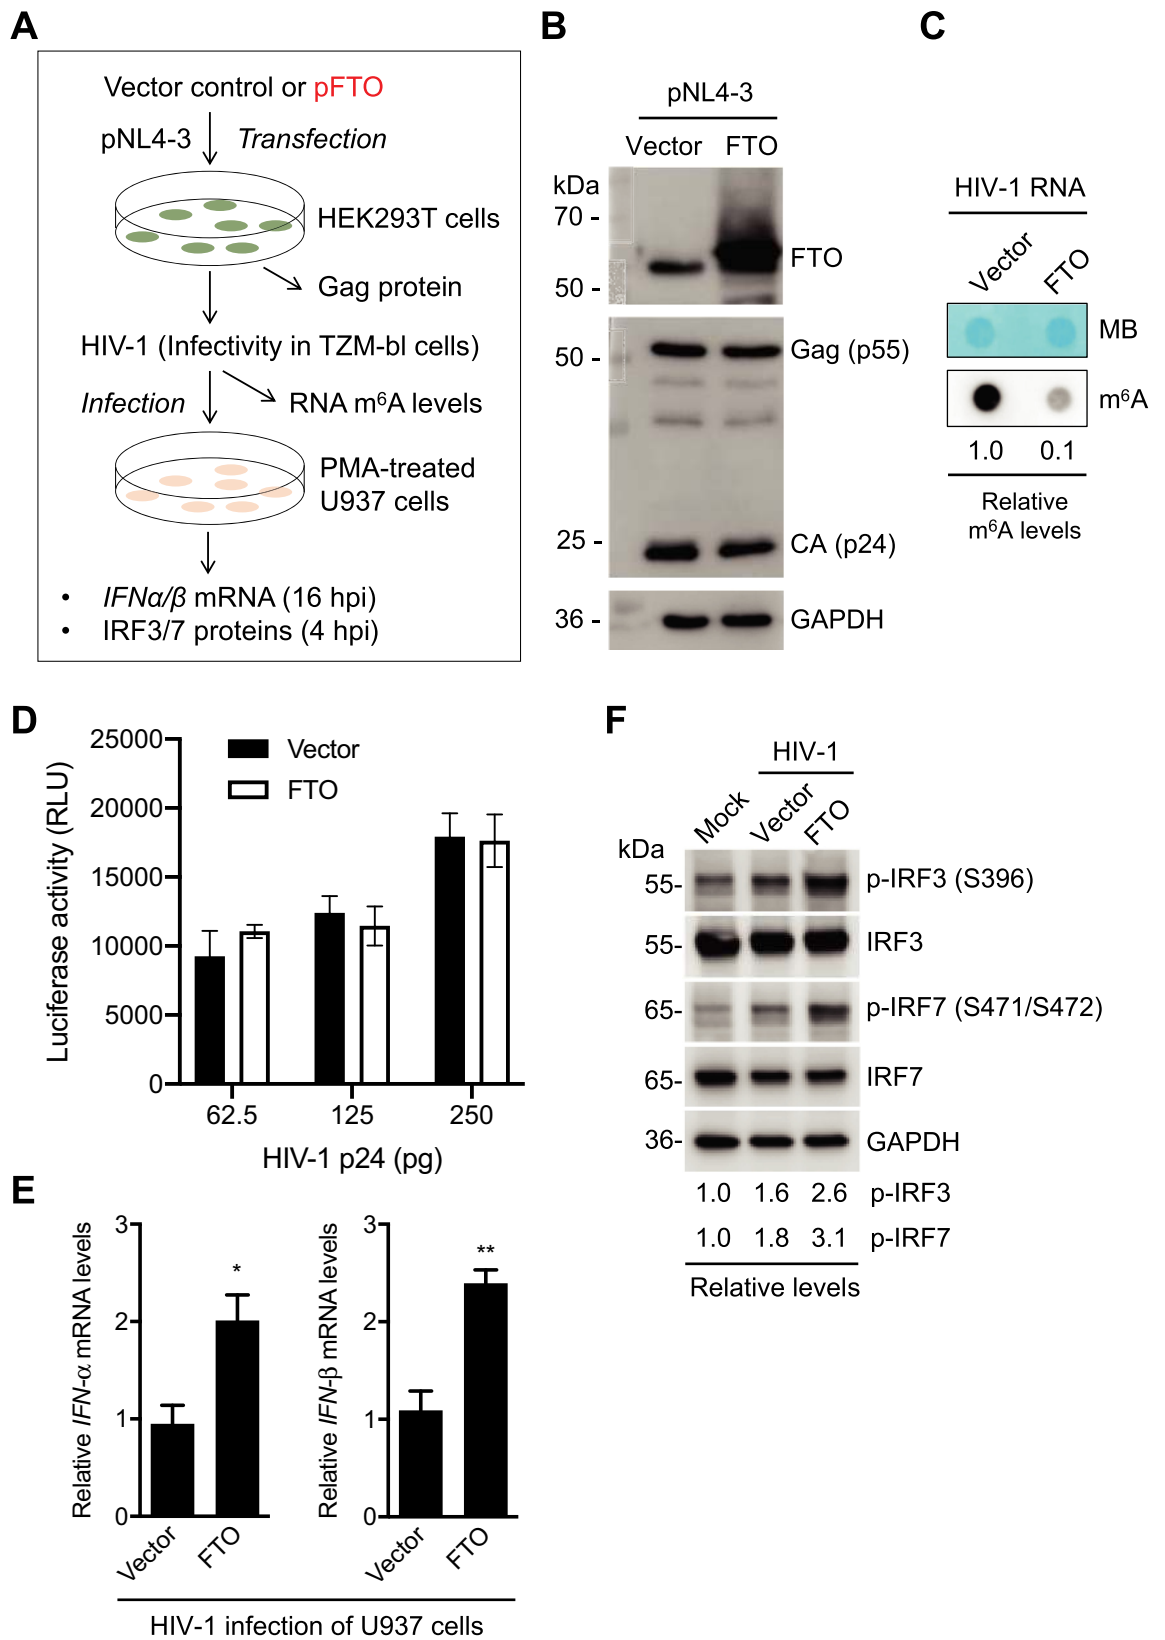 A
Vector control or pFTO
pNL4-3 Transfection
HEK293T cells
Gag protein
HIV-1 (Infectivity in TZM-bl cells)
Infection
RNA m⁶A levels
PMA-treated
U937 cells
• IFNα/β mRNA (16 hpi)
• IRF3/7 proteins (4 hpi)
B
pNL4-3
Vector FTO
kDa
70 -
FTO
50 -
50 -
Gag (p55)
25 -
CA (p24)
36 -
GAPDH
C
HIV-1 RNA
Vector FTO
MB
m⁶A
1.0 0.1
Relative
m⁶A levels
D
Luciferase activity (RLU)
25000
20000
15000
10000
5000
0
Vector
FTO
62.5 125 250
HIV-1 p24 (pg)
E
Relative IFN-α mRNA levels
3
2
1
0
*
Vector FTO
Relative IFN-β mRNA levels
3
2
1
0
**
Vector FTO
HIV-1 infection of U937 cells
F
HIV-1
Mock Vector FTO
kDa
55- p-IRF3 (S396)
55- IRF3
65- p-IRF7 (S471/S472)
65- IRF7
36- GAPDH
1.0 1.6 2.6 p-IRF3
1.0 1.8 3.1 p-IRF7
Relative levels